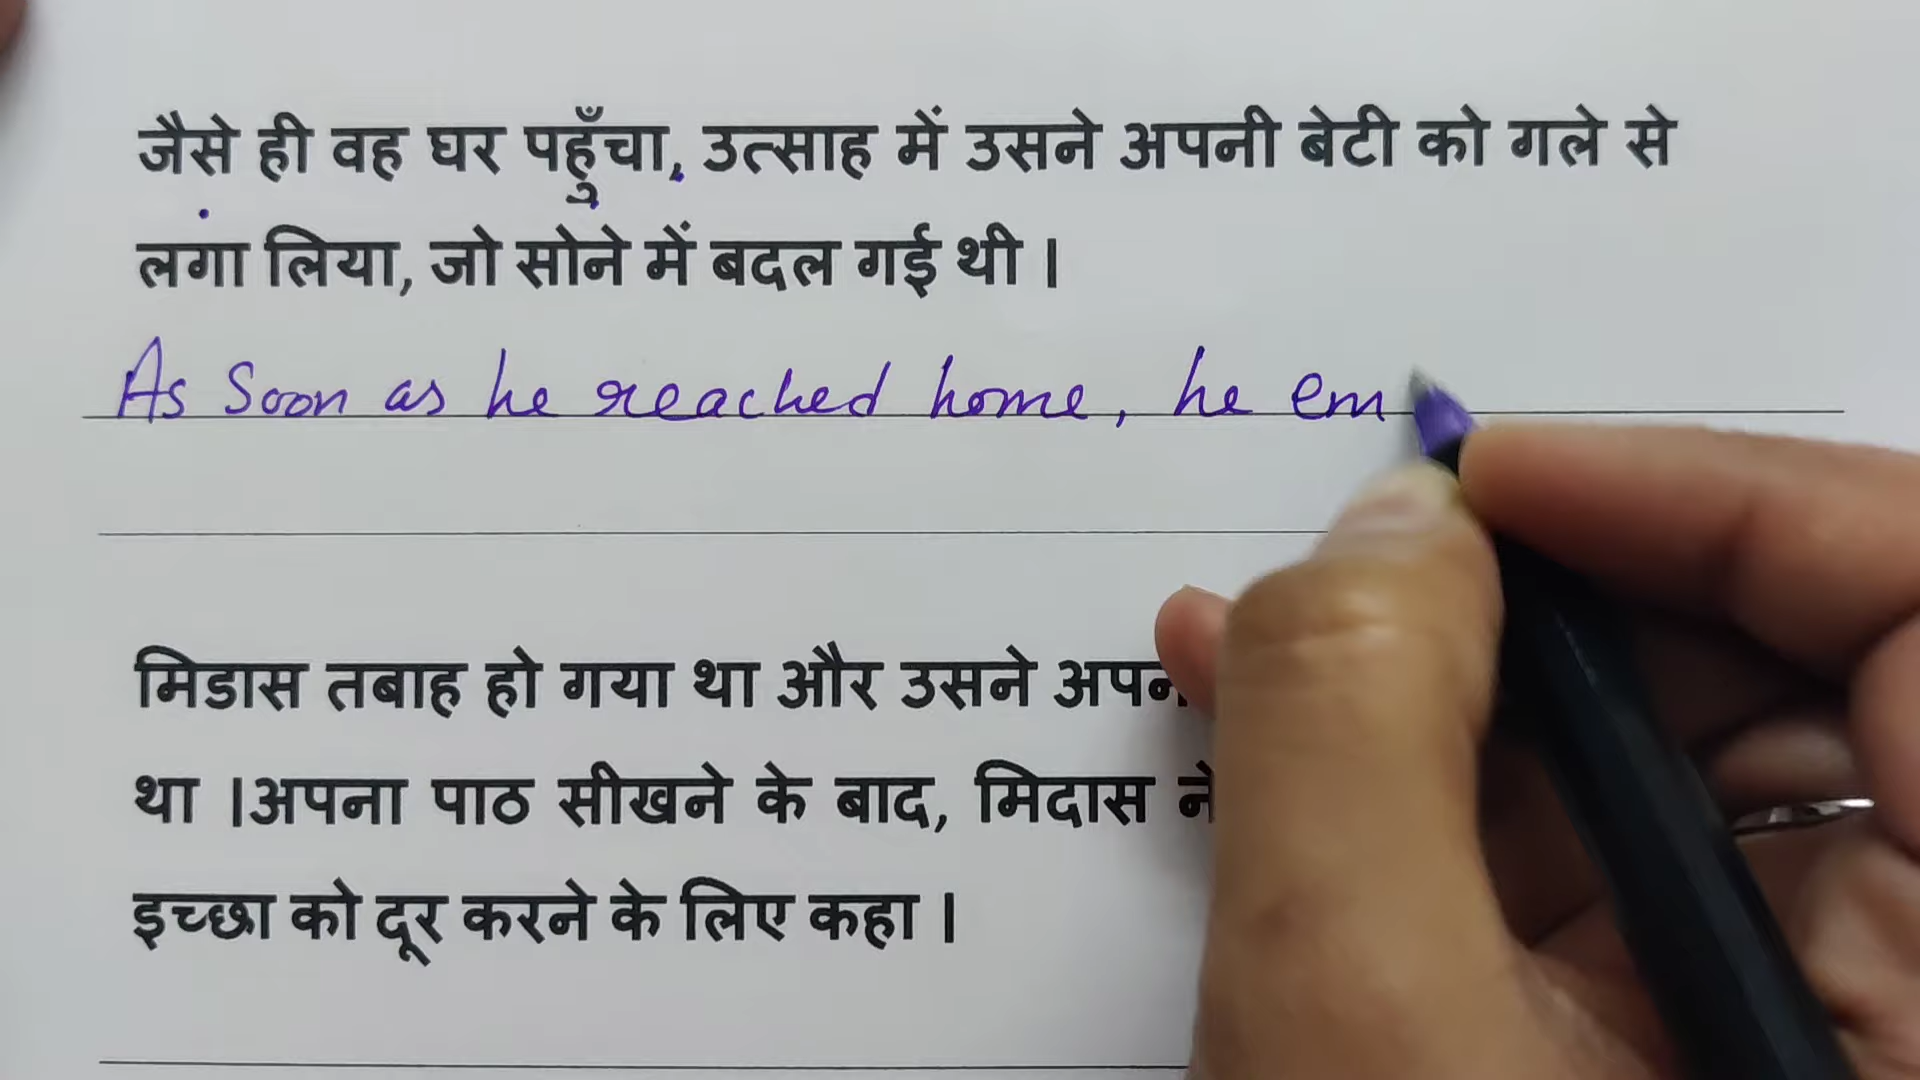 जैसे ही वह घर पहुँचा, उत्साह में उसने अपनी बेटी को गले से
लगा लिया, जो सोने में बदल गई थी ।
As soon as he reached home, he em
मिडास तबाह हो गया था और उसने
था ।अपना पाठ सीखने के बाद, मिदास ने
इच्छा को दूर करने के लिए कहा ।